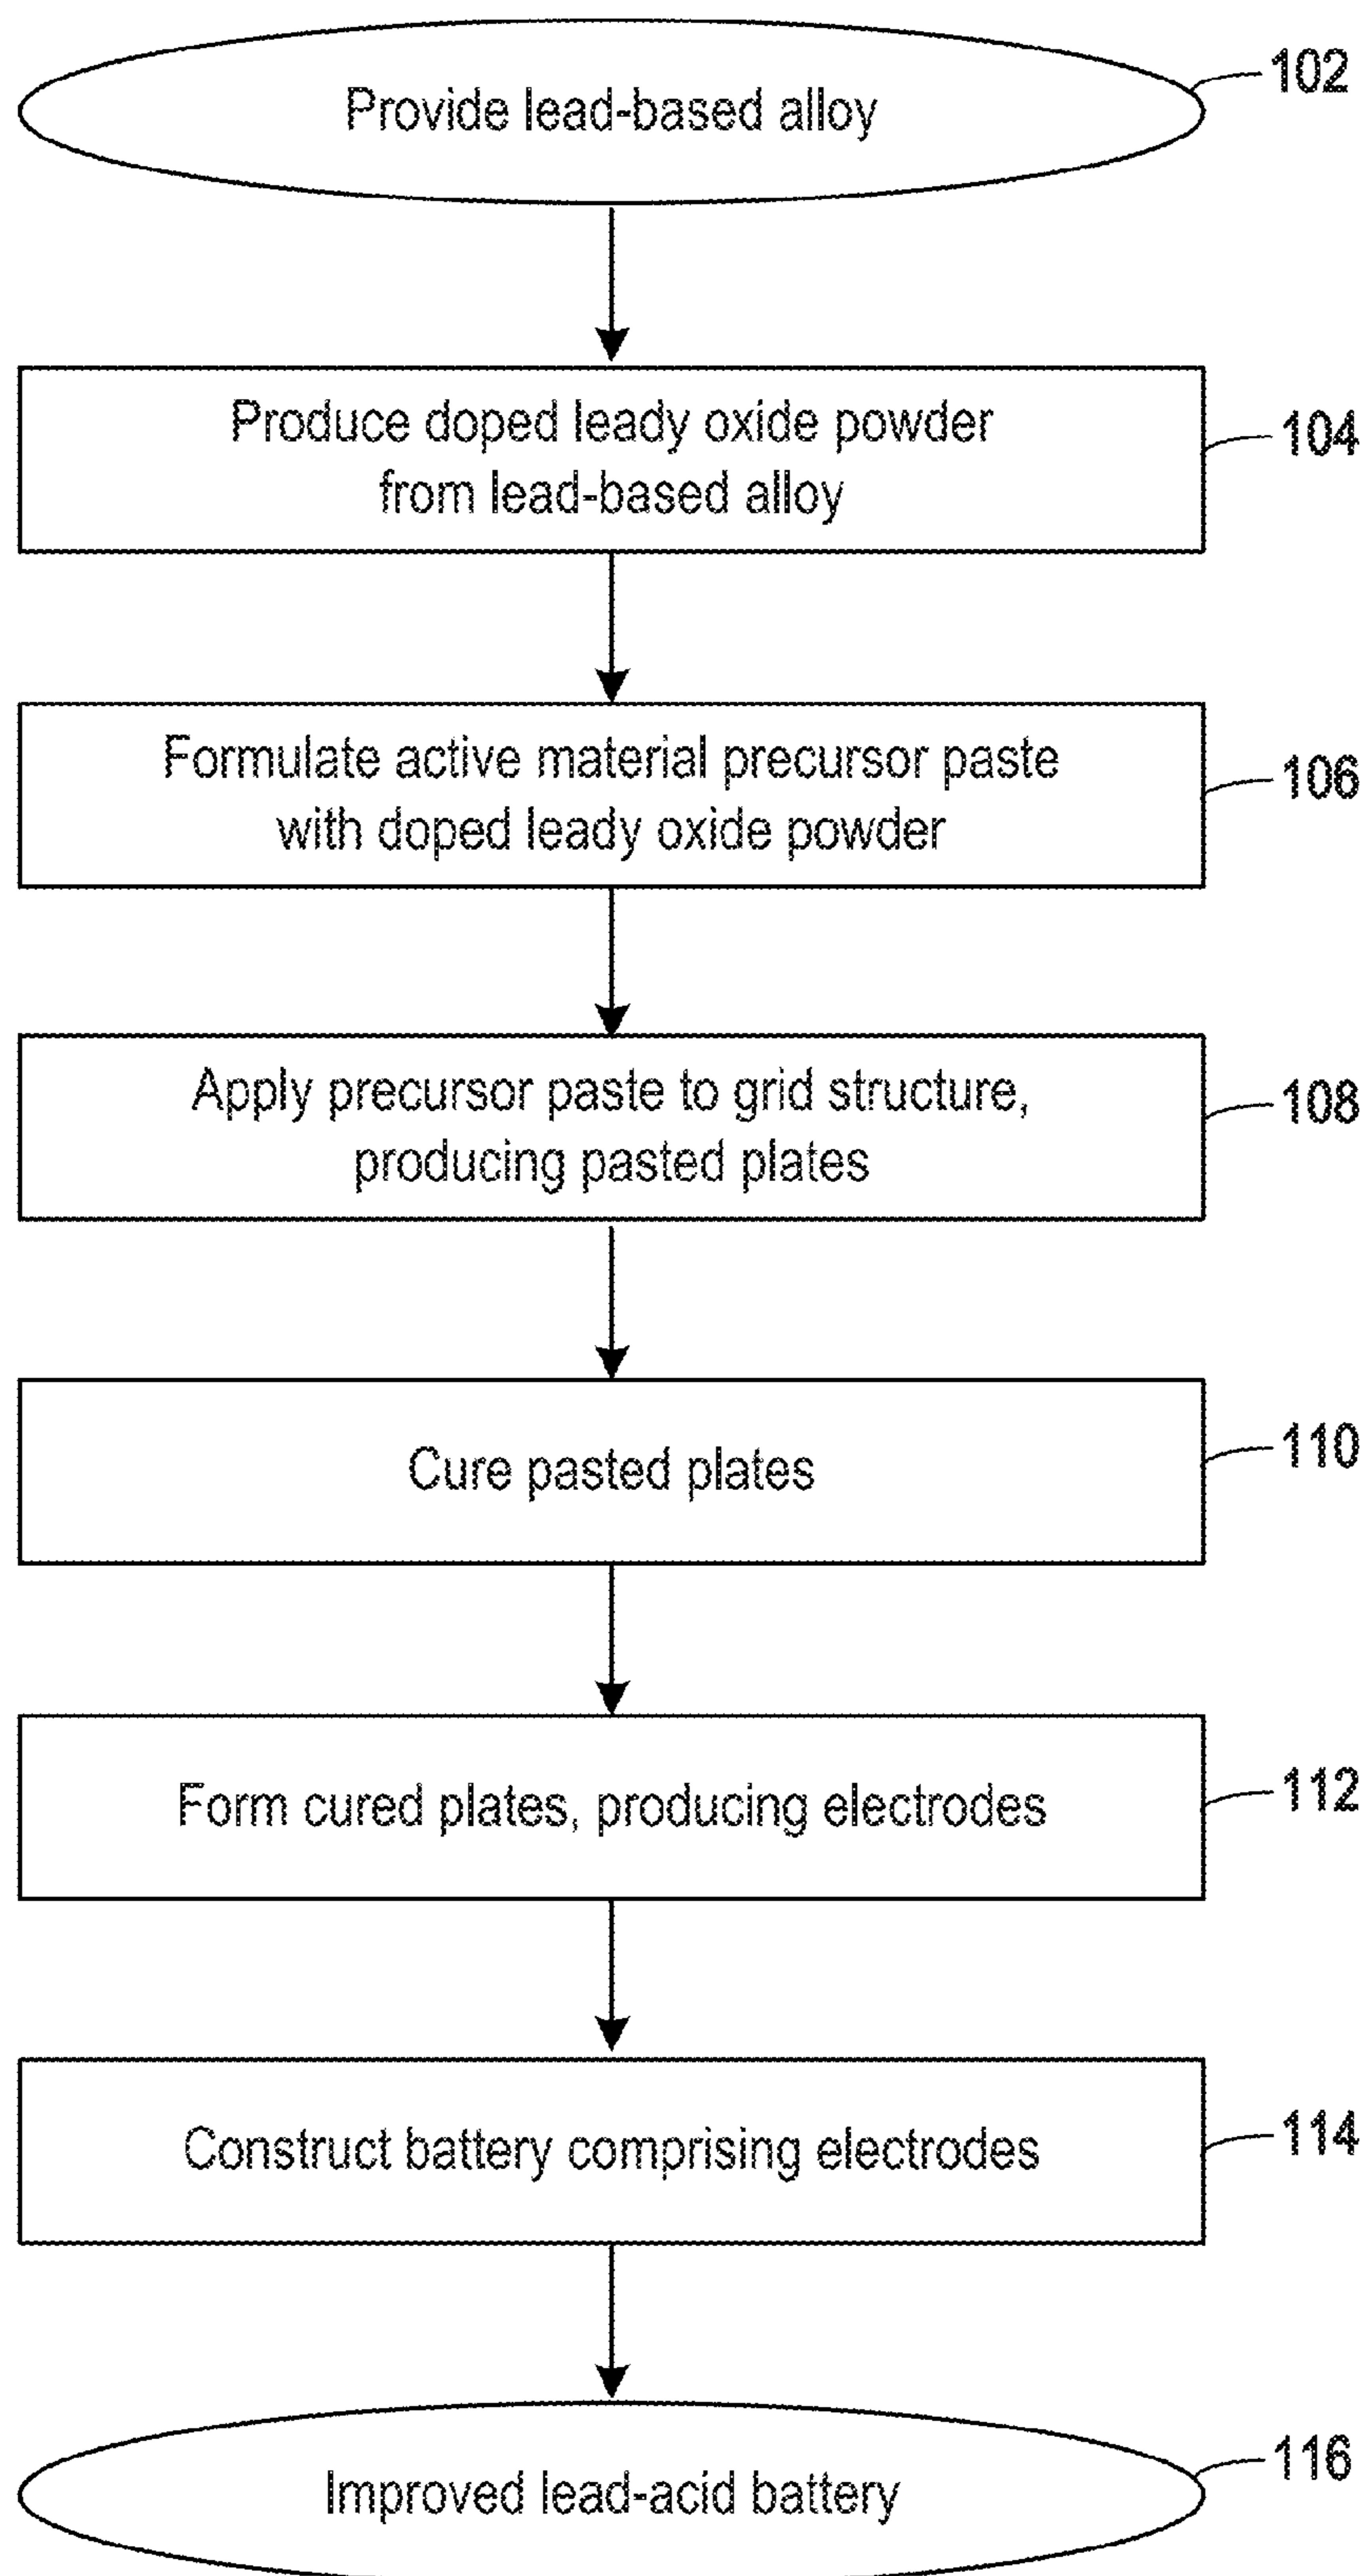 Provide lead-based alloy
102
Produce doped leady oxide powder
from lead-based alloy
104
Formulate active material precursor paste
with doped leady oxide powder
106
Apply precursor paste to grid structure,
producing pasted plates
108
Cure pasted plates
110
Form cured plates, producing electrodes
112
Construct battery comprising electrodes
114
Improved lead-acid battery
116